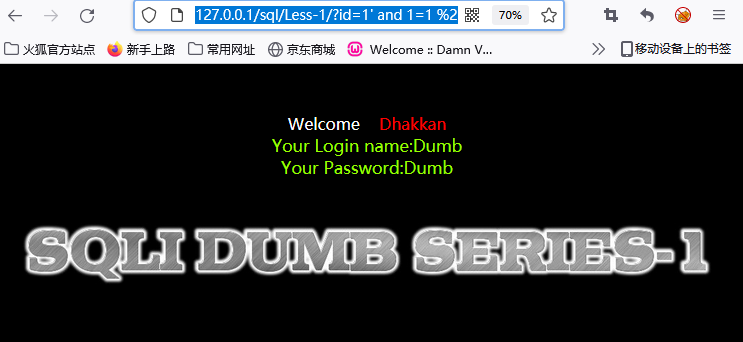 127.0.0.1/sql/Less-1/?id=1' and 1=1 %2
70%
火狐官方站点 新手上路 常用网址 京东商城 Welcome :: Damn V... 移动设备上的书签
Welcome Dhakkan
Your Login name:Dumb
Your Password:Dumb
SQLI DUMB SERIES-1